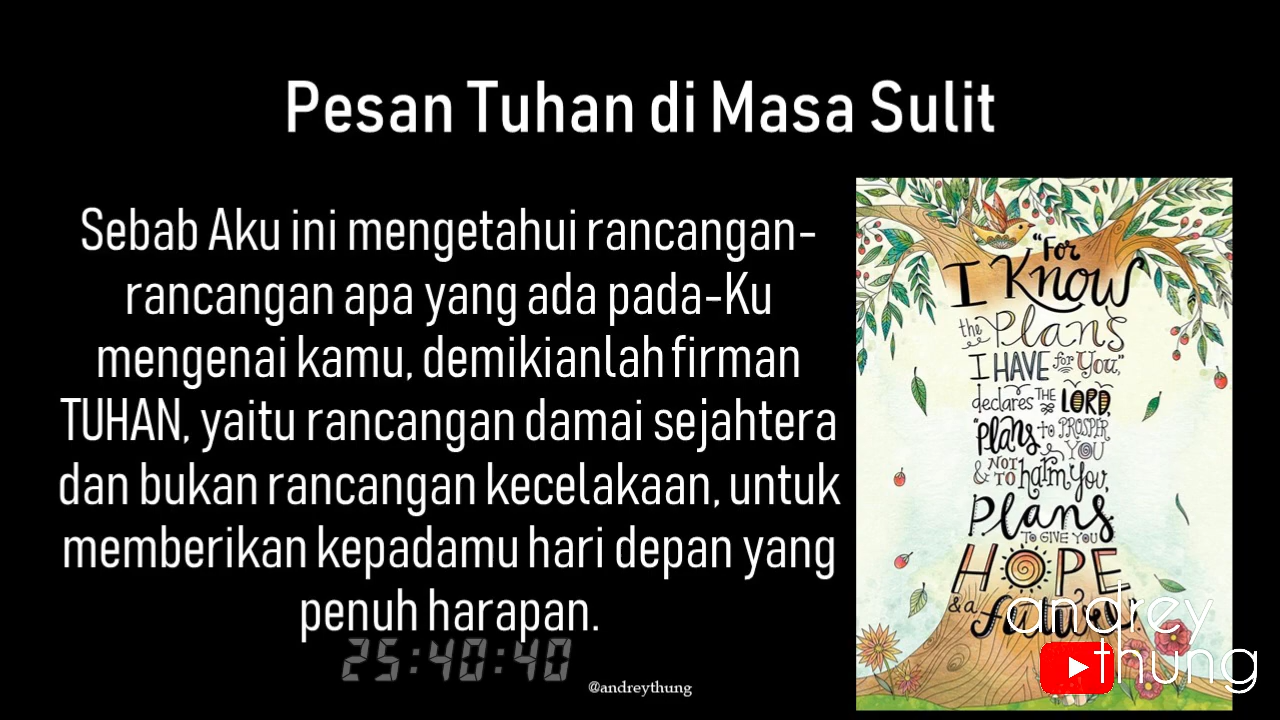 Pesan Tuhan di Masa Sulit
Sebab Aku ini mengetahui rancangan-
rancangan apa yang ada pada-Ku
mengenai kamu, demikianlah firman
TUHAN, yaitu rancangan damai sejahtera
dan bukan rancangan kecelakaan, untuk
memberikan kepadamu hari depan yang
penuh harapan.
25:40:40
@andreythung
"For
I Know
the Plans
I HAVE for You,"
declares THE LORD,
"plans to PROSPER
YOU
& NOT
TO harm you,
Plans
TO GIVE YOU
HOPE
& a future".
andrey
thung